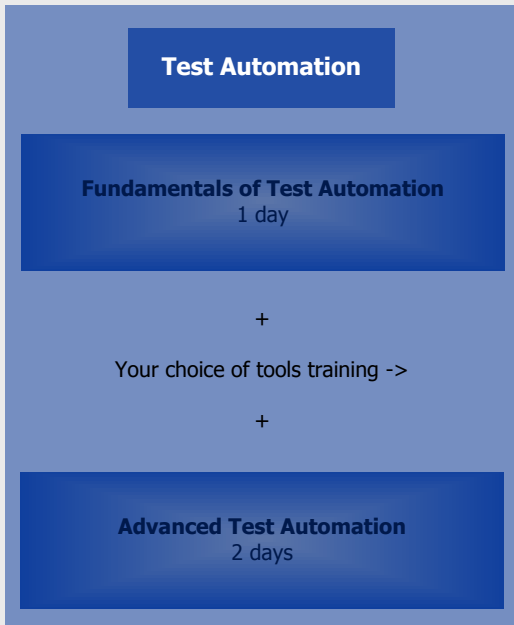 Test Automation
Fundamentals of Test Automation
1 day
+
Your choice of tools training ->
+
Advanced Test Automation
2 days